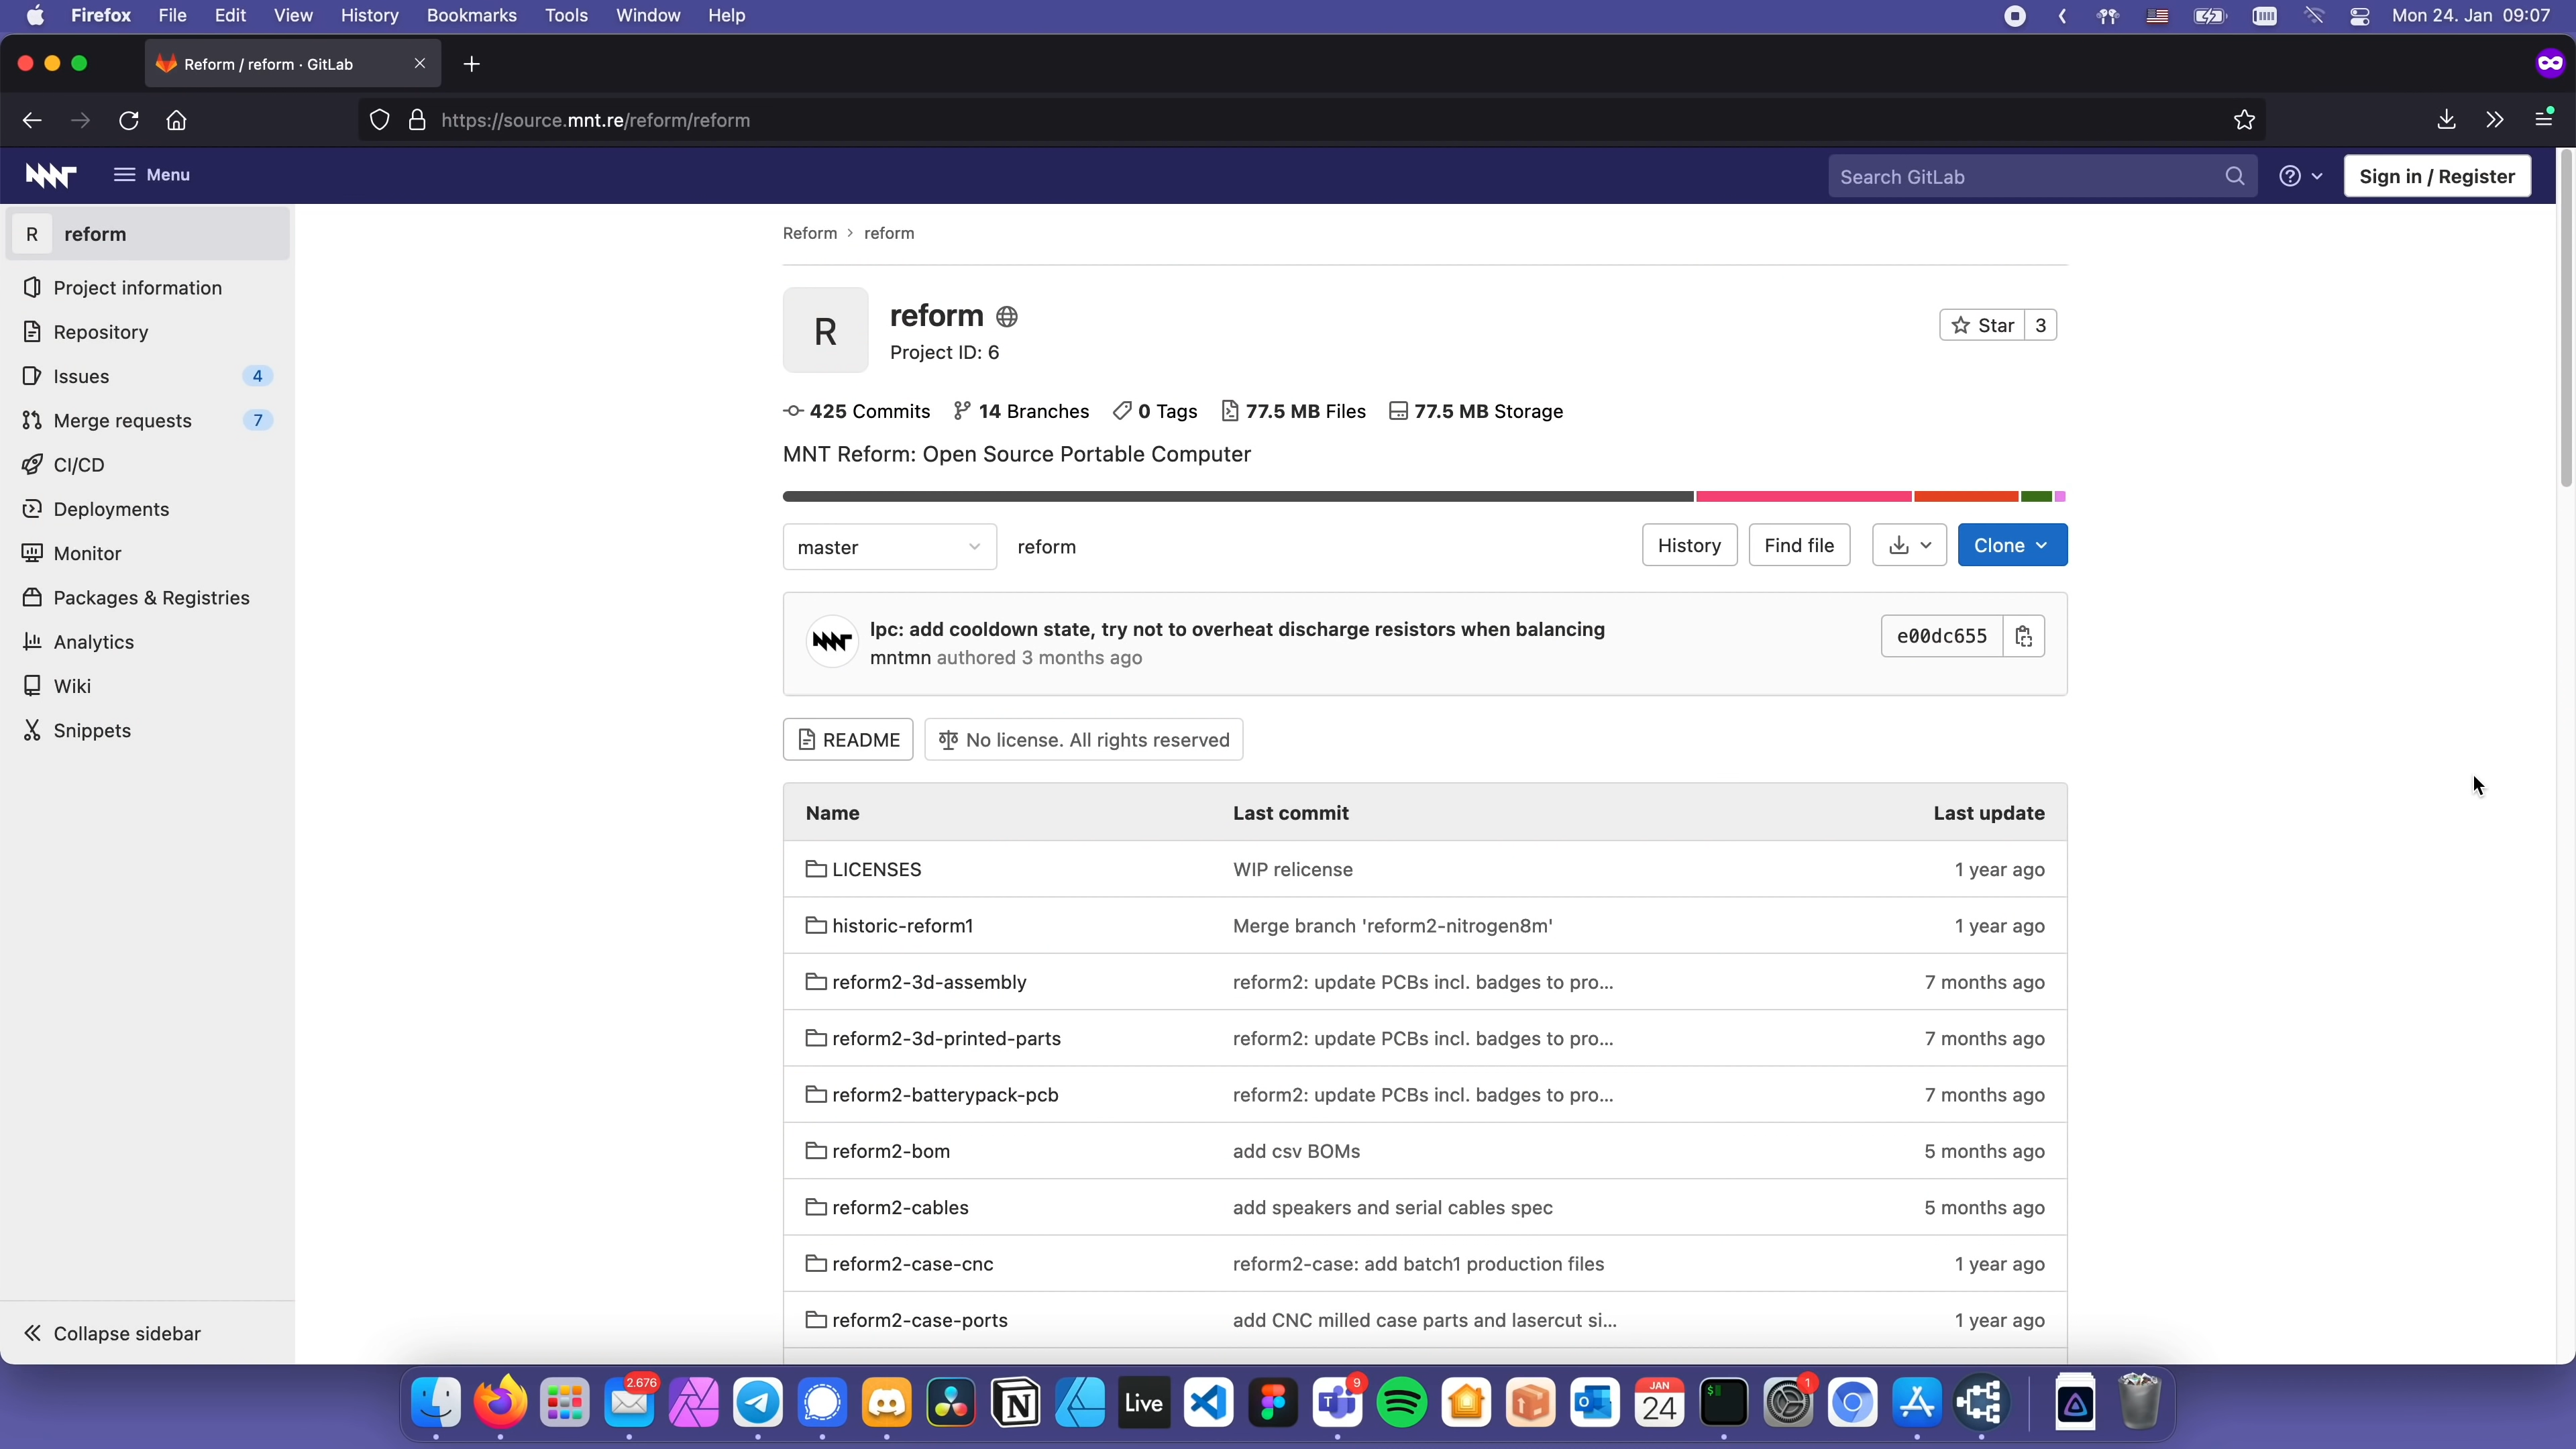 Firefox File Edit View History Bookmarks Tools Window Help Mon 24. Jan 09:07
Reform / reform · GitLab
https://source.mnt.re/reform/reform
Menu Search GitLab Sign in / Register
R reform
Project information
Repository
Issues 4
Merge requests 7
CI/CD
Deployments
Monitor
Packages & Registries
Analytics
Wiki
Snippets
Collapse sidebar
Reform > reform
R
reform
Project ID: 6
Star 3
425 Commits 14 Branches 0 Tags 77.5 MB Files 77.5 MB Storage
MNT Reform: Open Source Portable Computer
master reform History Find file Clone
lpc: add cooldown state, try not to overheat discharge resistors when balancing
mntmn authored 3 months ago
e00dc655
README No license. All rights reserved
Name Last commit Last update
LICENSES WIP relicense 1 year ago
historic-reform1 Merge branch 'reform2-nitrogen8m' 1 year ago
reform2-3d-assembly reform2: update PCBs incl. badges to pro... 7 months ago
reform2-3d-printed-parts reform2: update PCBs incl. badges to pro... 7 months ago
reform2-batterypack-pcb reform2: update PCBs incl. badges to pro... 7 months ago
reform2-bom add csv BOMs 5 months ago
reform2-cables add speakers and serial cables spec 5 months ago
reform2-case-cnc reform2-case: add batch1 production files 1 year ago
reform2-case-ports add CNC milled case parts and lasercut si... 1 year ago
2.676
Live
9
JAN
24
$
1